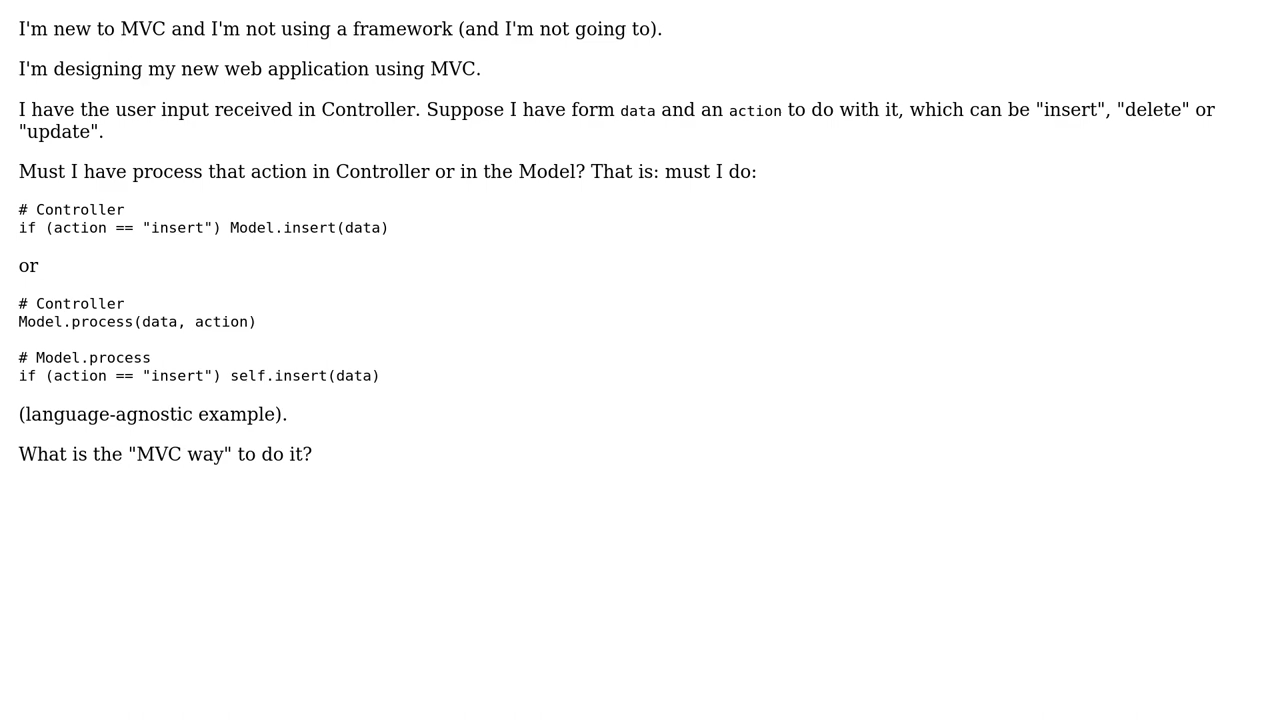 I'm new to MVC and I'm not using a framework (and I'm not going to).
I'm designing my new web application using MVC.
I have the user input received in Controller. Suppose I have form data and an action to do with it, which can be "insert", "delete" or
"update".
Must I have process that action in Controller or in the Model? That is: must I do:
# Controller
if (action == "insert") Model.insert(data)
or
# Controller
Model.process(data, action)
# Model.process
if (action == "insert") self.insert(data)
(language-agnostic example).
What is the "MVC way" to do it?